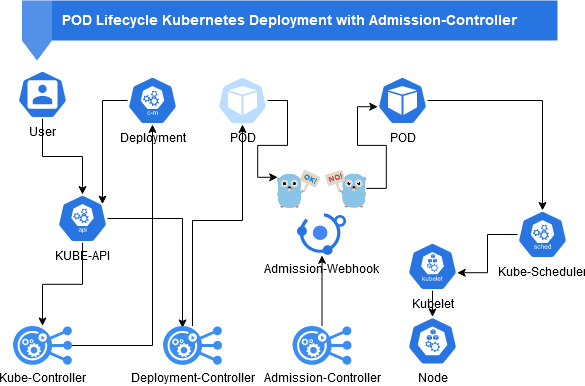 POD Lifecycle Kubernetes Deployment with Admission-Controller
User
c-m
Deployment
POD
POD
OK!
NO!
api
KUBE-API
Admission-Webhook
sched
Kube-Scheduler
kubelet
Kubelet
Kube-Controller
Deployment-Controller
Admission-Controller
Node